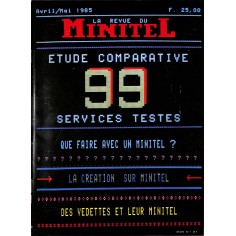 Avril/Mai 1985 F. 25,00
LA REVUE DU
MINITEL
ETUDE COMPARATIVE
99
SERVICES TESTES
QUE FAIRE AVEC UN MINITEL ?
LA CREATION SUR MINITEL
DES VEDETTES ET LEUR MINITEL